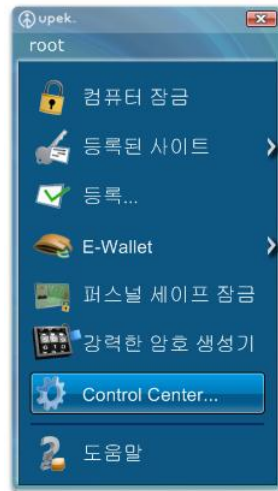 upek.
root
컴퓨터 잠금
등록된 사이트
등록...
E-Wallet
퍼스널 세이프 잠금
강력한 암호 생성기
Control Center...
도움말